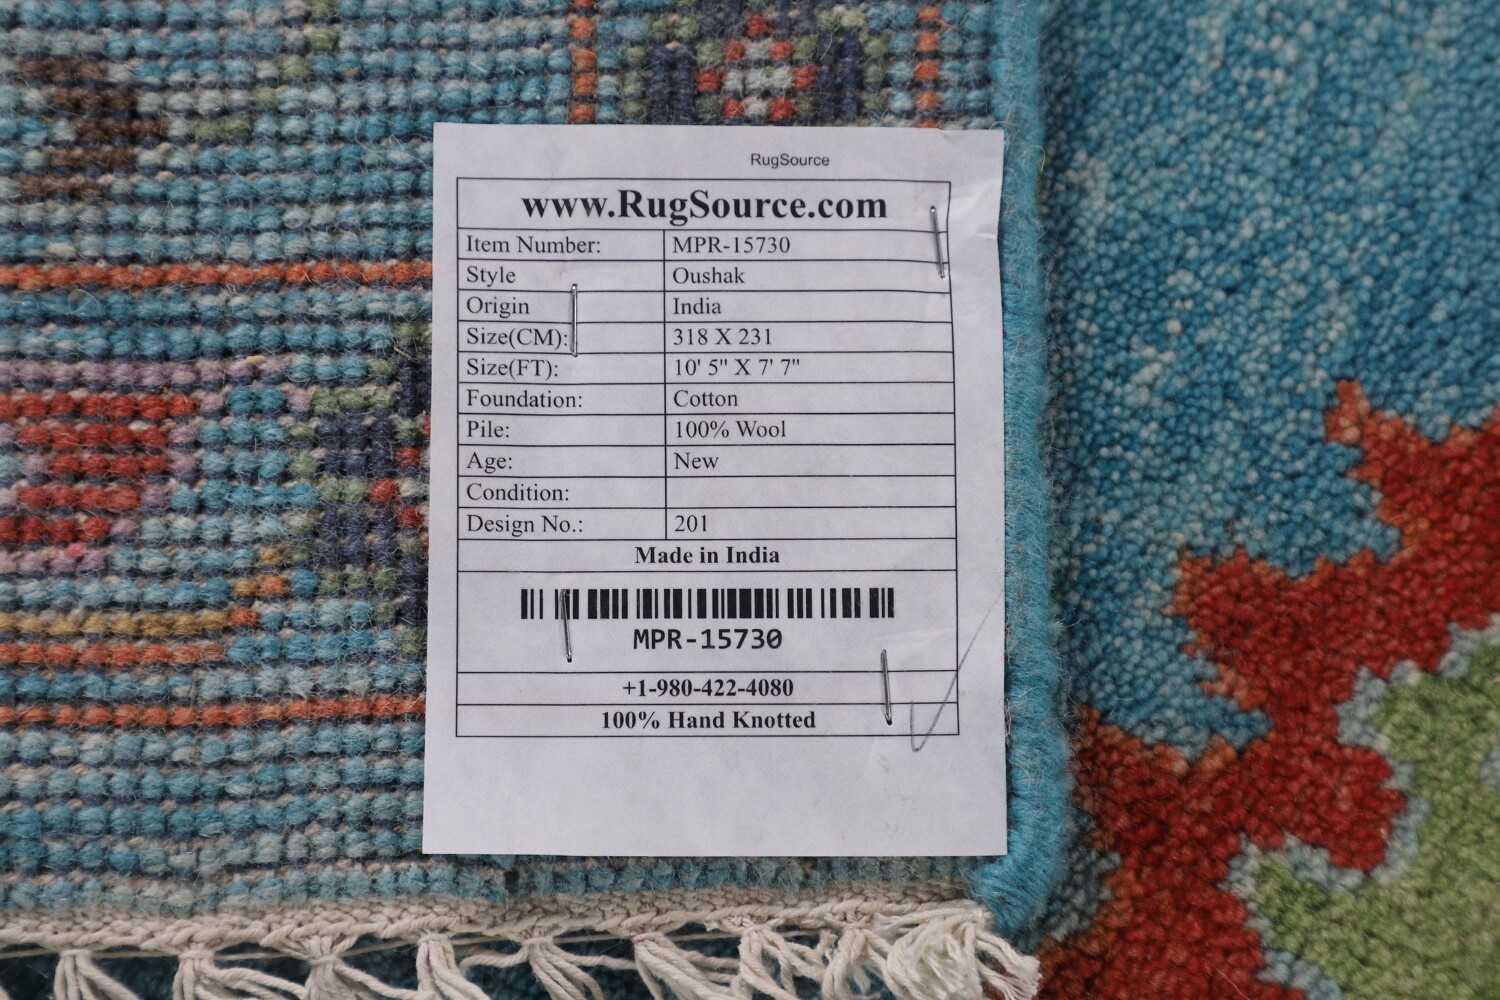 RugSource
www.RugSource.com
Item Number: MPR-15730
Style Oushak
Origin India
Size(CM): 318 X 231
Size(FT): 10' 5" X 7' 7"
Foundation: Cotton
Pile: 100% Wool
Age: New
Condition:
Design No.: 201
Made in India
MPR-15730
+1-980-422-4080
100% Hand Knotted